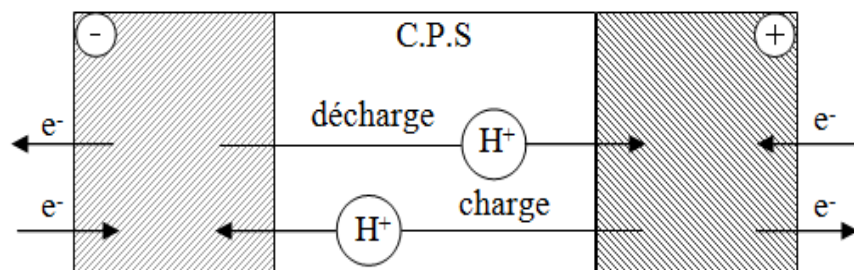 - C.P.S +
e⁻ décharge H⁺ e⁻
e⁻ H⁺ charge e⁻